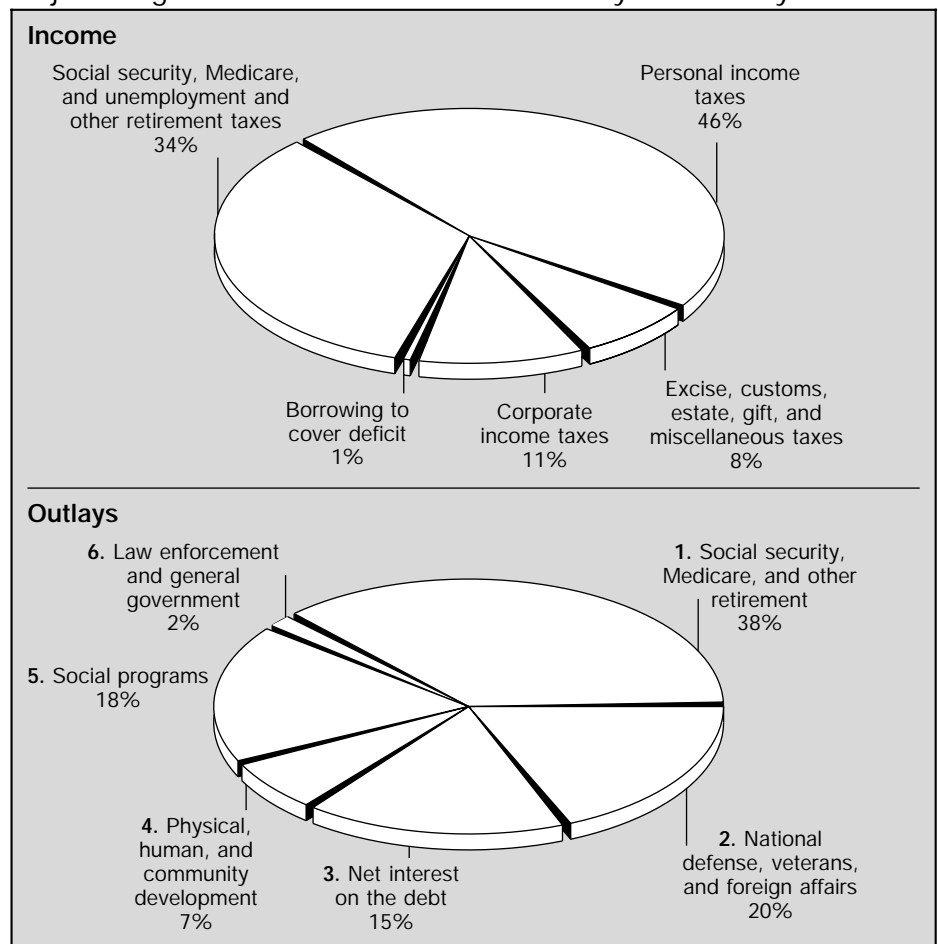 Income
Social security, Medicare,
and unemployment and
other retirement taxes
34%
Personal income
taxes
46%
Borrowing to
cover deficit
1%
Corporate
income taxes
11%
Excise, customs,
estate, gift, and
miscellaneous taxes
8%
Outlays
6. Law enforcement
and general
government
2%
1. Social security,
Medicare, and other
retirement
38%
5. Social programs
18%
4. Physical,
human, and
community
development
7%
3. Net interest
on the debt
15%
2. National
defense, veterans,
and foreign affairs
20%